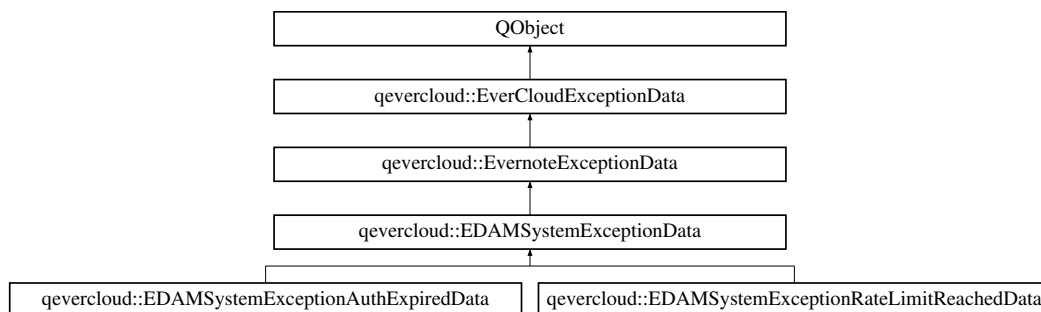 QObject
qevercloud::EverCloudExceptionData
qevercloud::EvernoteExceptionData
qevercloud::EDAMSystemExceptionData
qevercloud::EDAMSystemExceptionAuthExpiredData
qevercloud::EDAMSystemExceptionRateLimitReachedData